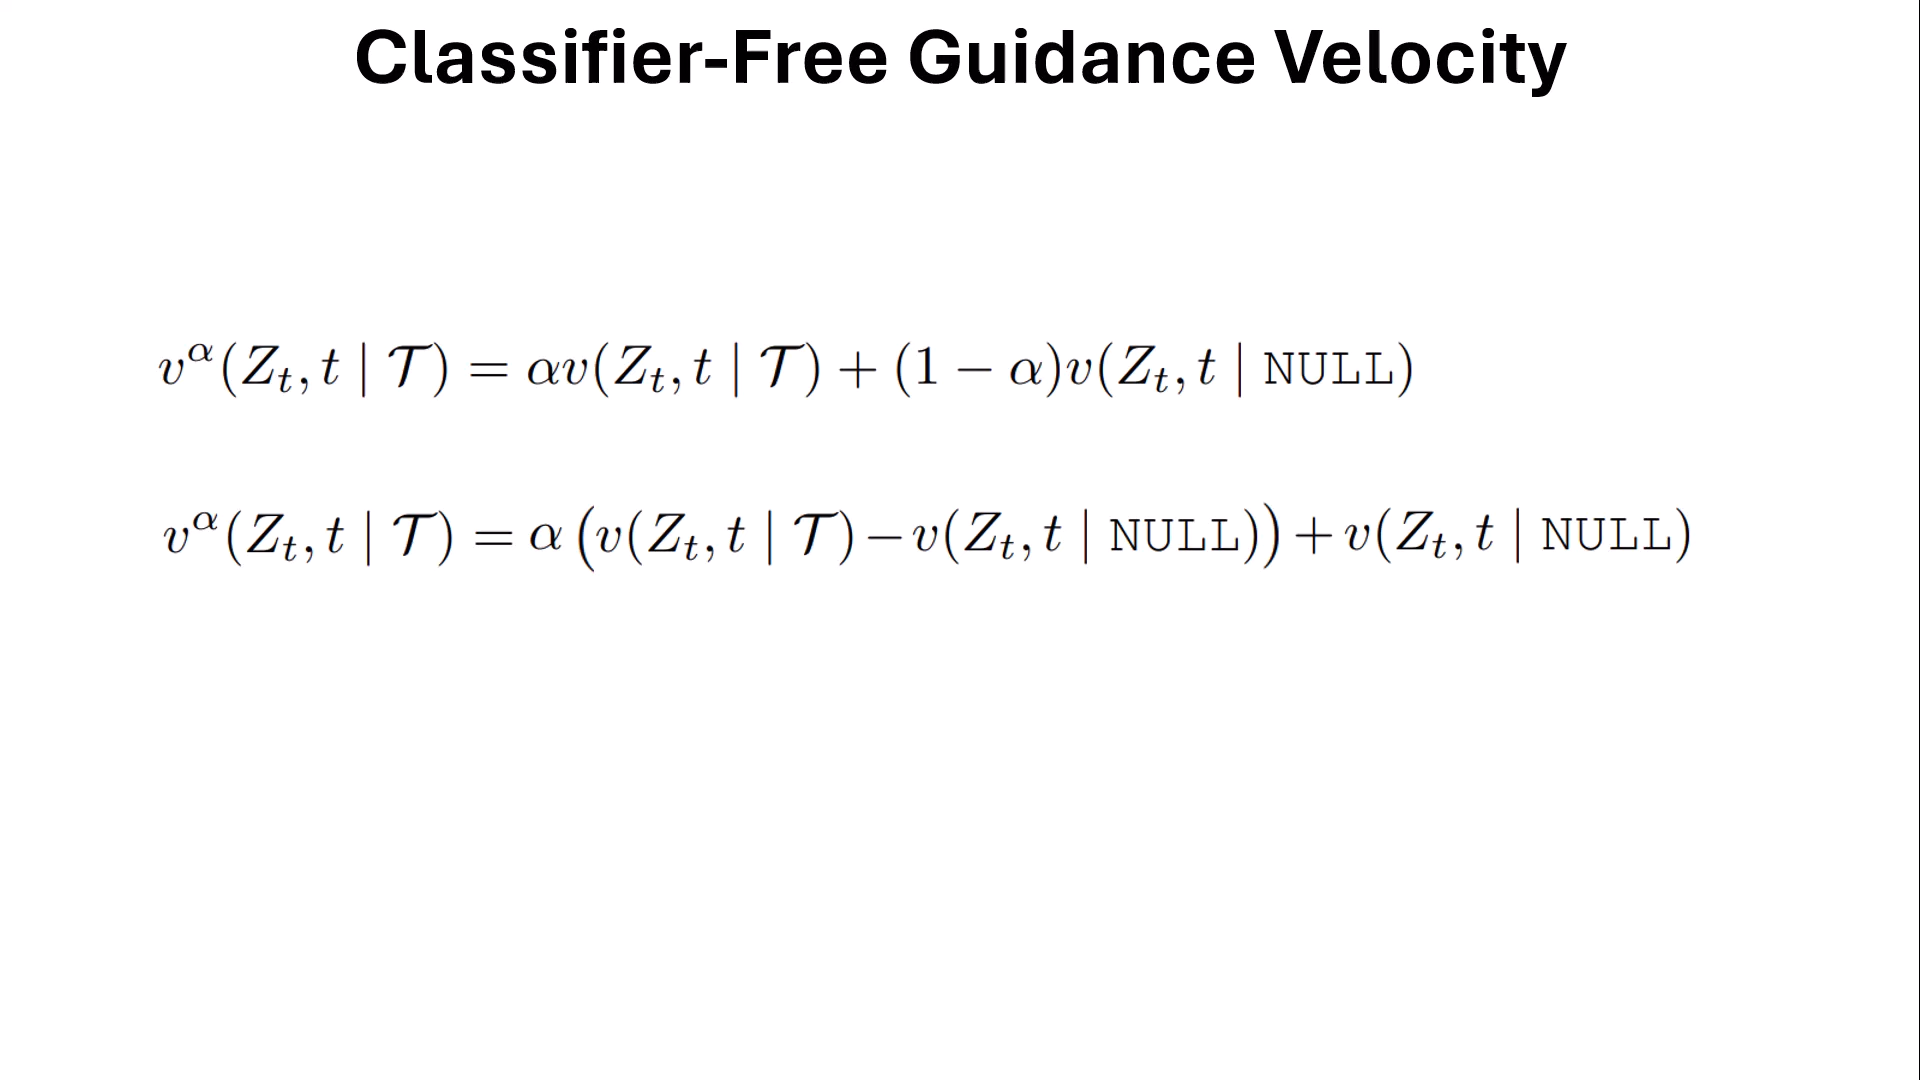 Classifier-Free Guidance Velocity
v^α(Z_t, t | 𝒯) = αv(Z_t, t | 𝒯) + (1 − α)v(Z_t, t | NULL)
v^α(Z_t, t | 𝒯) = α(v(Z_t, t | 𝒯) − v(Z_t, t | NULL)) + v(Z_t, t | NULL)